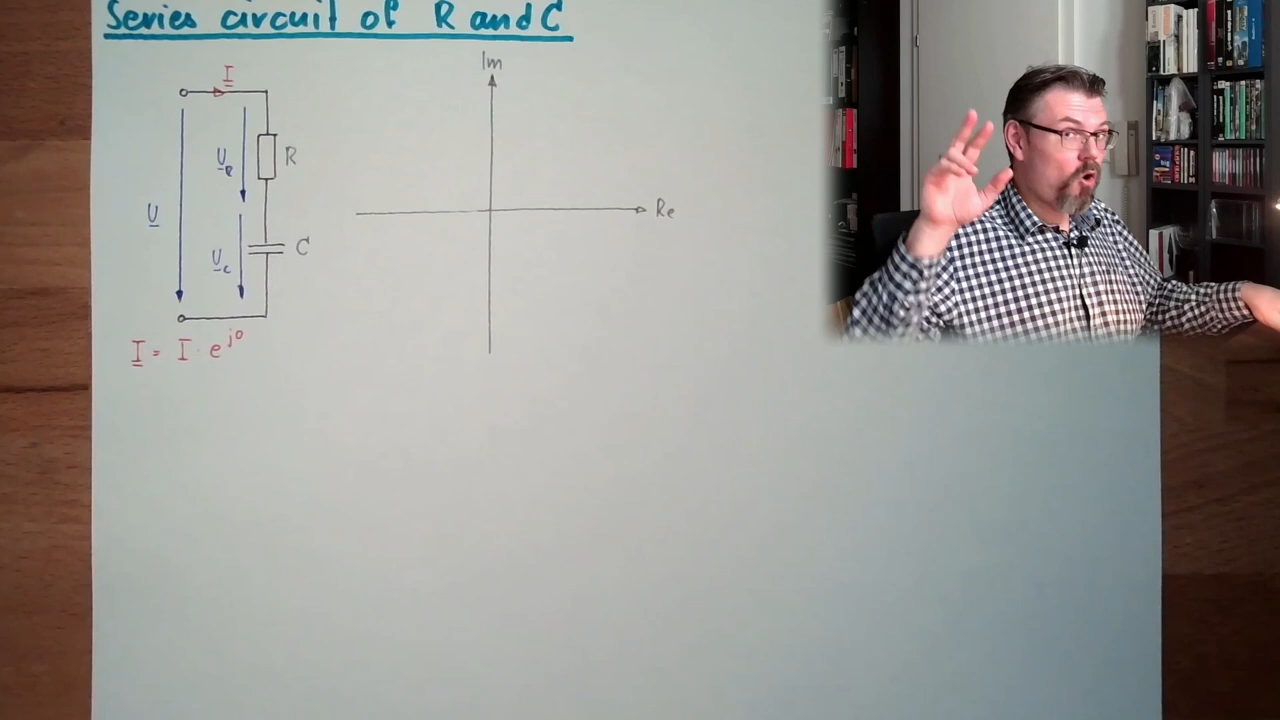 Series circuit of R and C
Im
I
U_R
R
Re
U
U_C
C
I = I · e^j0